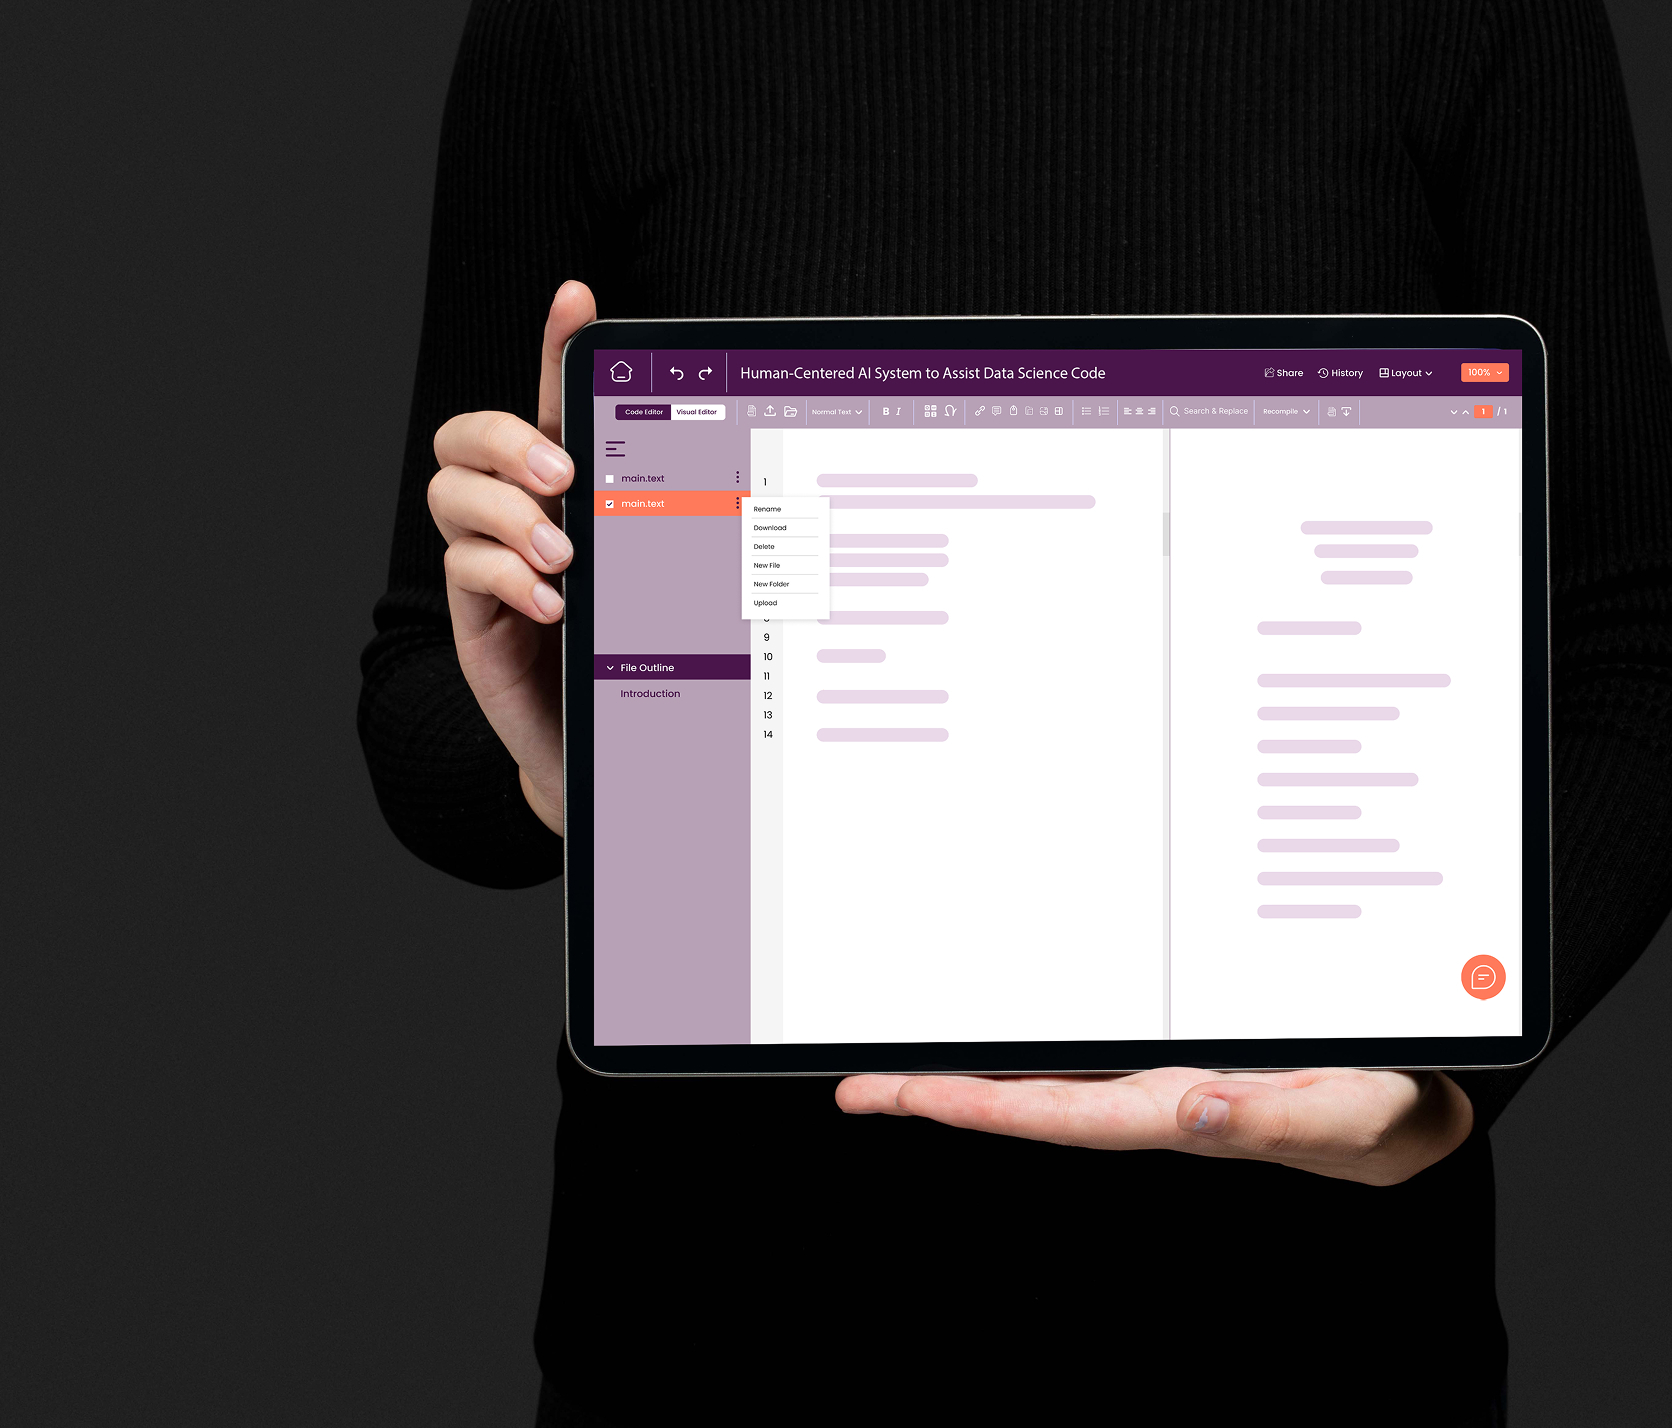 Human-Centered AI System to Assist Data Science Code
Share
History
Layout
100%
Code Editor
Visual Editor
Normal Text
B I
Search & Replace
Recompile
1 / 1
main.text
main.text
Rename
Download
Delete
New File
New Folder
Upload
File Outline
Introduction
1
9
10
11
12
13
14